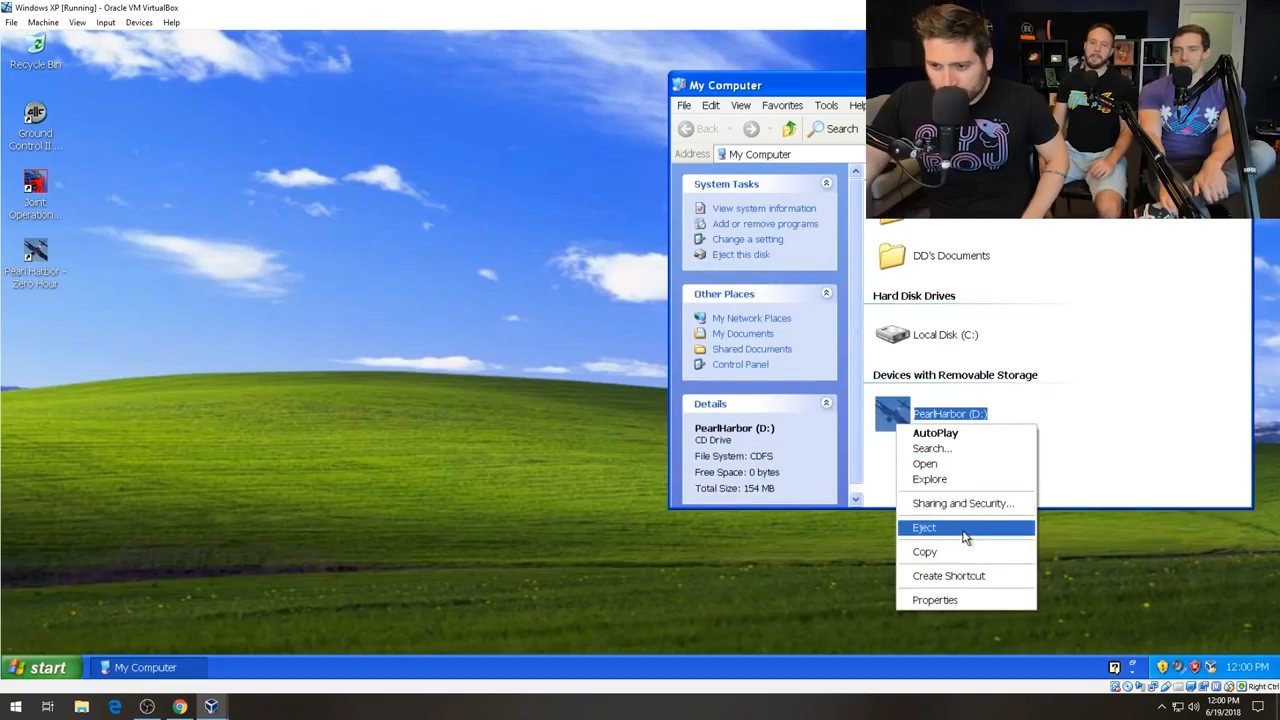 Windows XP [Running] - Oracle VM VirtualBox
File Machine View Input Devices Help
Recycle Bin
Ground
Control II ...
Joint
Operation...
Pearl Harbor -
Zero Hour
My Computer
File Edit View Favorites Tools Help
Back Search
Address My Computer
System Tasks
View system information
Add or remove programs
Change a setting
Eject this disk
Other Places
My Network Places
My Documents
Shared Documents
Control Panel
Details
PearlHarbor (D:)
CD Drive
File System: CDFS
Free Space: 0 bytes
Total Size: 154 MB
DD's Documents
Hard Disk Drives
Local Disk (C:)
Devices with Removable Storage
PearlHarbor (D:)
AutoPlay
Search...
Open
Explore
Sharing and Security...
Eject
Copy
Create Shortcut
Properties
start My Computer 12:00 PM
Right Ctrl
12:00 PM
6/19/2018